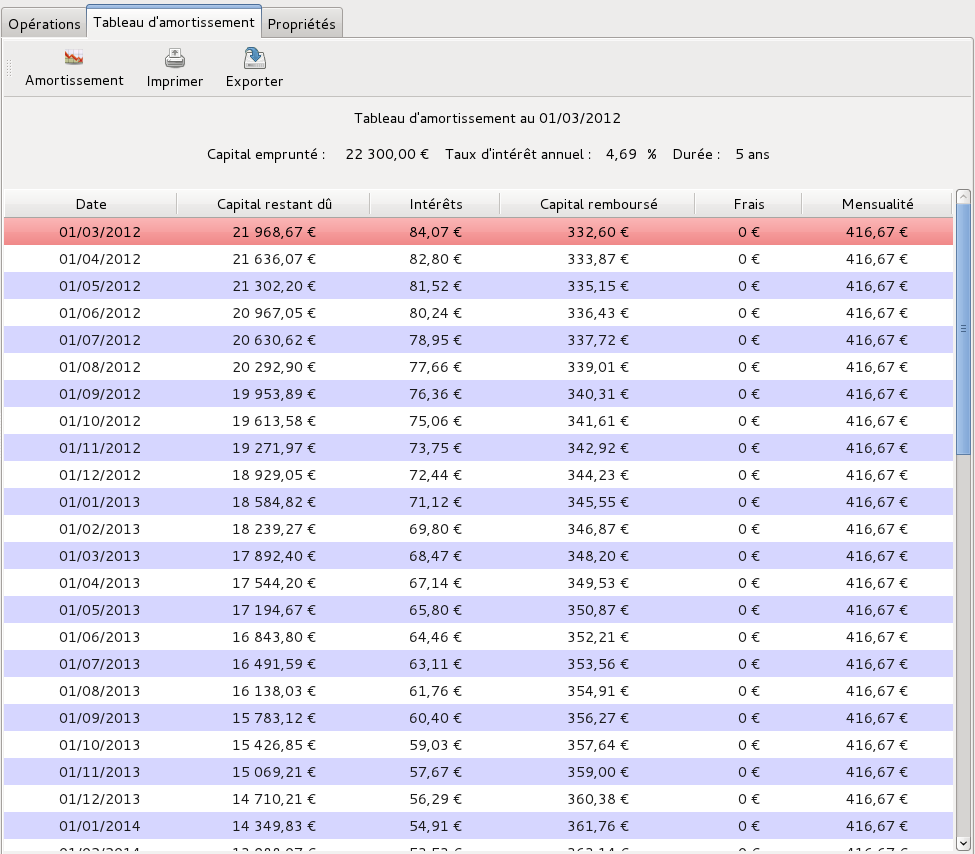 Opérations Tableau d'amortissement Propriétés
Amortissement Imprimer Exporter
Tableau d'amortissement au 01/03/2012
Capital emprunté : 22 300,00 € Taux d'intérêt annuel : 4,69 % Durée : 5 ans
Date Capital restant dû Intérêts Capital remboursé Frais Mensualité
01/03/2012 21 968,67 € 84,07 € 332,60 € 0 € 416,67 €
01/04/2012 21 636,07 € 82,80 € 333,87 € 0 € 416,67 €
01/05/2012 21 302,20 € 81,52 € 335,15 € 0 € 416,67 €
01/06/2012 20 967,05 € 80,24 € 336,43 € 0 € 416,67 €
01/07/2012 20 630,62 € 78,95 € 337,72 € 0 € 416,67 €
01/08/2012 20 292,90 € 77,66 € 339,01 € 0 € 416,67 €
01/09/2012 19 953,89 € 76,36 € 340,31 € 0 € 416,67 €
01/10/2012 19 613,58 € 75,06 € 341,61 € 0 € 416,67 €
01/11/2012 19 271,97 € 73,75 € 342,92 € 0 € 416,67 €
01/12/2012 18 929,05 € 72,44 € 344,23 € 0 € 416,67 €
01/01/2013 18 584,82 € 71,12 € 345,55 € 0 € 416,67 €
01/02/2013 18 239,27 € 69,80 € 346,87 € 0 € 416,67 €
01/03/2013 17 892,40 € 68,47 € 348,20 € 0 € 416,67 €
01/04/2013 17 544,20 € 67,14 € 349,53 € 0 € 416,67 €
01/05/2013 17 194,67 € 65,80 € 350,87 € 0 € 416,67 €
01/06/2013 16 843,80 € 64,46 € 352,21 € 0 € 416,67 €
01/07/2013 16 491,59 € 63,11 € 353,56 € 0 € 416,67 €
01/08/2013 16 138,03 € 61,76 € 354,91 € 0 € 416,67 €
01/09/2013 15 783,12 € 60,40 € 356,27 € 0 € 416,67 €
01/10/2013 15 426,85 € 59,03 € 357,64 € 0 € 416,67 €
01/11/2013 15 069,21 € 57,67 € 359,00 € 0 € 416,67 €
01/12/2013 14 710,21 € 56,29 € 360,38 € 0 € 416,67 €
01/01/2014 14 349,83 € 54,91 € 361,76 € 0 € 416,67 €